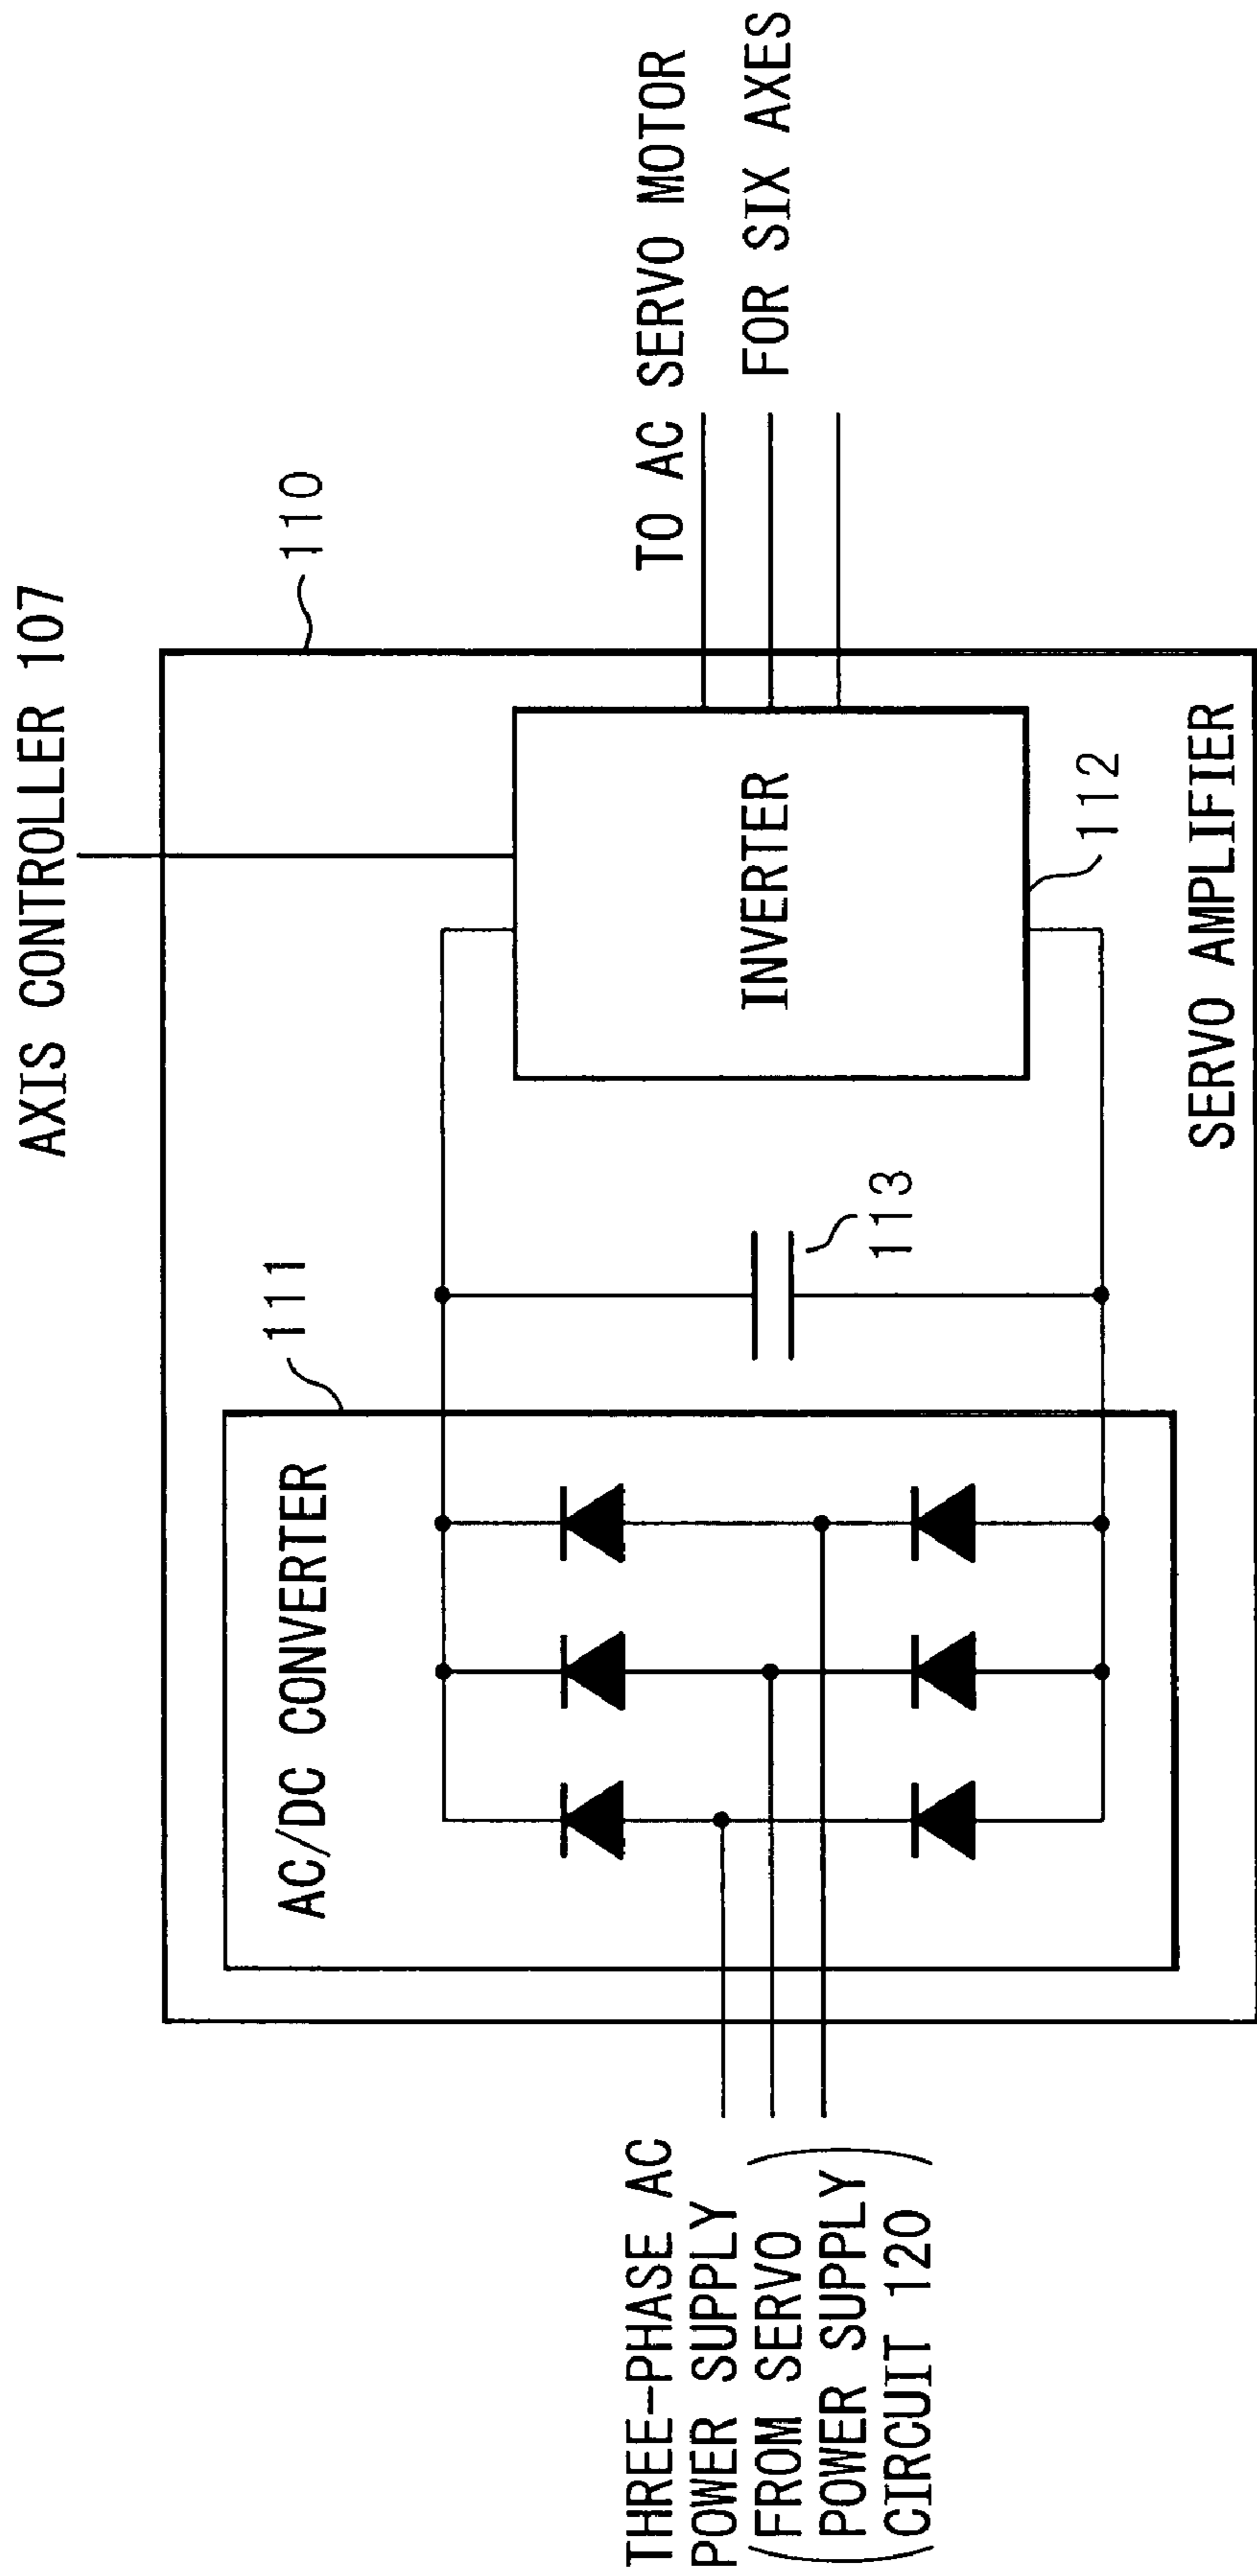 AXIS CONTROLLER 107
110
111
AC/DC CONVERTER
THREE-PHASE AC
POWER SUPPLY
(FROM SERVO
POWER SUPPLY
CIRCUIT 120)
113
INVERTER
112
TO AC SERVO MOTOR
FOR SIX AXES
SERVO AMPLIFIER